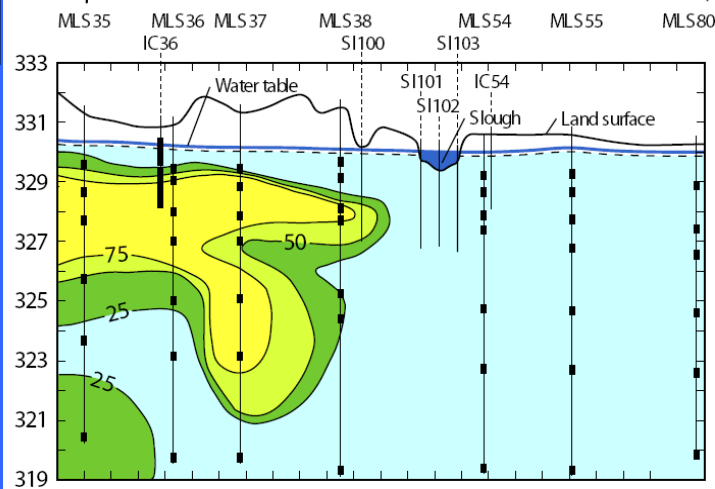 MLS35 MLS36 MLS37 MLS38 MLS54 MLS55 MLS80
IC36 SI100 SI103
333
SI101 IC54
Water table
SI102
Slough Land surface
331
329
327
50
75
325
25
323
25
321
319